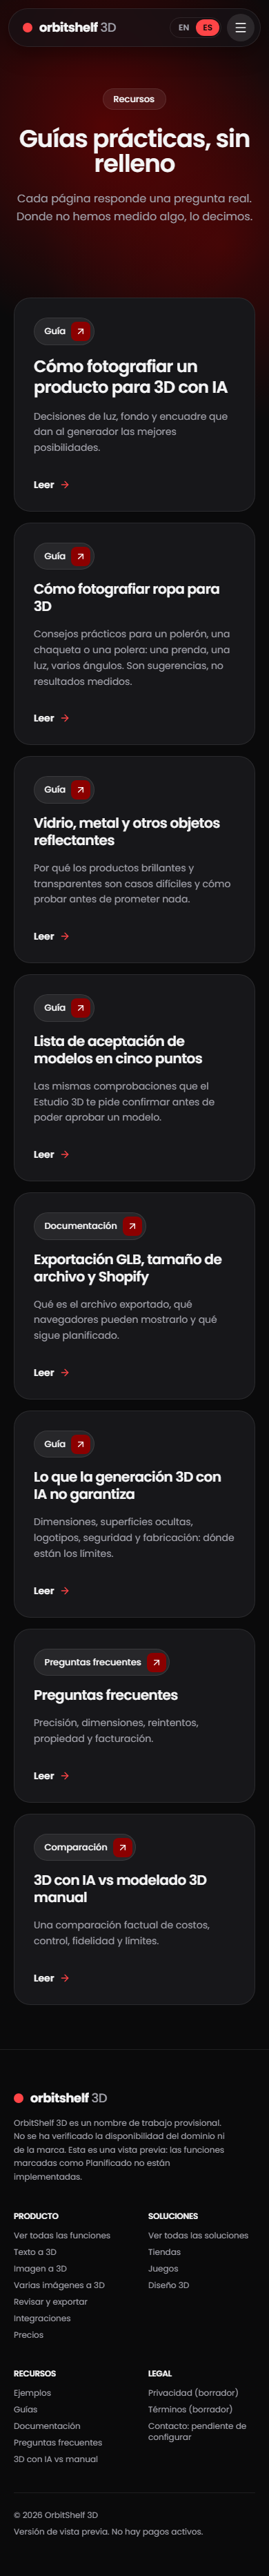 orbitshelf 3D
EN ES
Recursos
Guías prácticas, sin
relleno
Cada página responde una pregunta real.
Donde no hemos medido algo, lo decimos.
Guía
Cómo fotografiar un
producto para 3D con IA
Decisiones de luz, fondo y encuadre que
dan al generador las mejores
posibilidades.
Leer
Guía
Cómo fotografiar ropa para
3D
Consejos prácticos para un polerón, una
chaqueta o una polera: una prenda, una
luz, varios ángulos. Son sugerencias, no
resultados medidos.
Leer
Guía
Vidrio, metal y otros objetos
reflectantes
Por qué los productos brillantes y
transparentes son casos difíciles y cómo
probar antes de prometer nada.
Leer
Guía
Lista de aceptación de
modelos en cinco puntos
Las mismas comprobaciones que el
Estudio 3D te pide confirmar antes de
poder aprobar un modelo.
Leer
Documentación
Exportación GLB, tamaño de
archivo y Shopify
Qué es el archivo exportado, qué
navegadores pueden mostrarlo y qué
sigue planificado.
Leer
Guía
Lo que la generación 3D con
IA no garantiza
Dimensiones, superficies ocultas,
logotipos, seguridad y fabricación: dónde
están los límites.
Leer
Preguntas frecuentes
Preguntas frecuentes
Precisión, dimensiones, reintentos,
propiedad y facturación.
Leer
Comparación
3D con IA vs modelado 3D
manual
Una comparación factual de costos,
control, fidelidad y límites.
Leer
orbitshelf 3D
OrbitShelf 3D es un nombre de trabajo provisional.
No se ha verificado la disponibilidad del dominio ni
de la marca. Esta es una vista previa: las funciones
marcadas como Planificado no están
implementadas.
PRODUCTO
Ver todas las funciones
Texto a 3D
Imagen a 3D
Varias imágenes a 3D
Revisar y exportar
Integraciones
Precios
SOLUCIONES
Ver todas las soluciones
Tiendas
Juegos
Diseño 3D
RECURSOS
Ejemplos
Guías
Documentación
Preguntas frecuentes
3D con IA vs manual
LEGAL
Privacidad (borrador)
Términos (borrador)
Contacto: pendiente de
configurar
© 2026 OrbitShelf 3D
Versión de vista previa. No hay pagos activos.